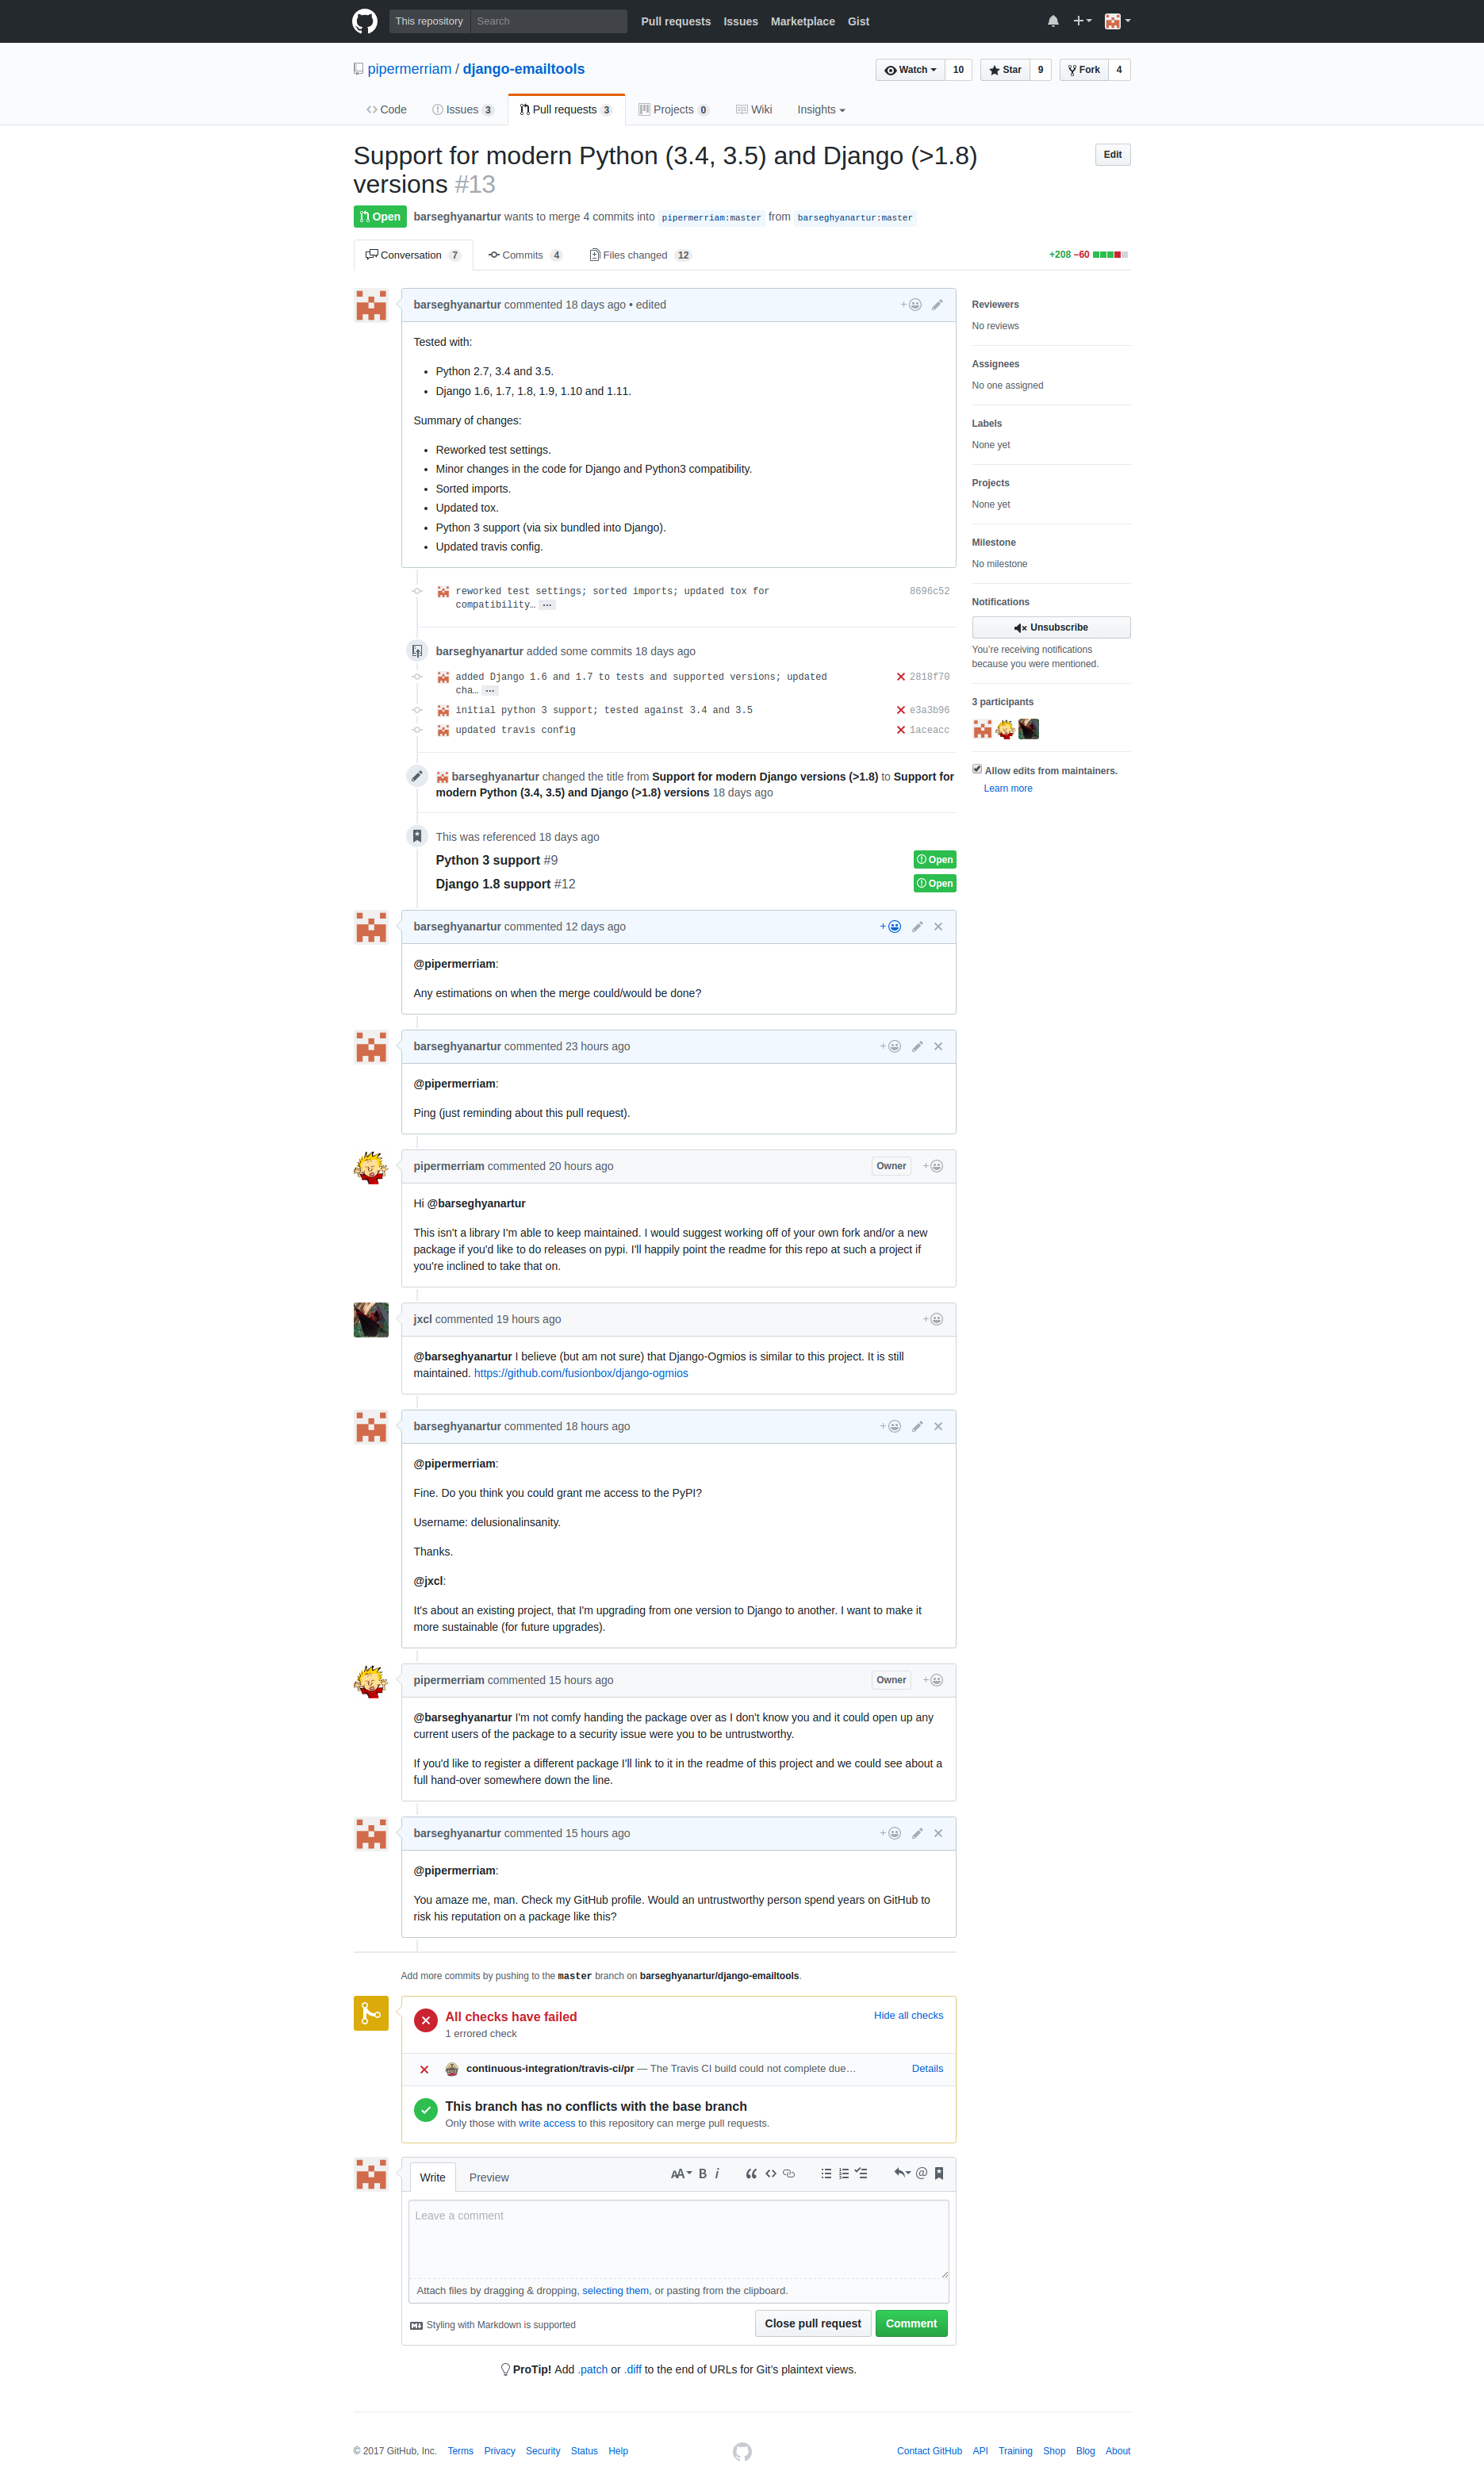 This repository Search Pull requests Issues Marketplace Gist
pipermerriam / django-emailtools
Watch 10 Star 9 Fork 4
Code Issues 3 Pull requests 3 Projects 0 Wiki Insights
Support for modern Python (3.4, 3.5) and Django (>1.8)
versions #13
Edit
Open barseghyanartur wants to merge 4 commits into pipermerriam:master from barseghyanartur:master
Conversation 7 Commits 4 Files changed 12 +208 −60
barseghyanartur commented 18 days ago • edited
Tested with:
• Python 2.7, 3.4 and 3.5.
• Django 1.6, 1.7, 1.8, 1.9, 1.10 and 1.11.
Summary of changes:
• Reworked test settings.
• Minor changes in the code for Django and Python3 compatibility.
• Sorted imports.
• Updated tox.
• Python 3 support (via six bundled into Django).
• Updated travis config.
reworked test settings; sorted imports; updated tox for 8696c52
compatibility… …
barseghyanartur added some commits 18 days ago
added Django 1.6 and 1.7 to tests and supported versions; updated 2818f70
cha… …
initial python 3 support; tested against 3.4 and 3.5 e3a3b96
updated travis config 1aceacc
barseghyanartur changed the title from Support for modern Django versions (>1.8) to Support for
modern Python (3.4, 3.5) and Django (>1.8) versions 18 days ago
This was referenced 18 days ago
Python 3 support #9 Open
Django 1.8 support #12 Open
barseghyanartur commented 12 days ago
@pipermerriam:
Any estimations on when the merge could/would be done?
barseghyanartur commented 23 hours ago
@pipermerriam:
Ping (just reminding about this pull request).
pipermerriam commented 20 hours ago Owner
Hi @barseghyanartur
This isn't a library I'm able to keep maintained. I would suggest working off of your own fork and/or a new
package if you'd like to do releases on pypi. I'll happily point the readme for this repo at such a project if
you're inclined to take that on.
jxcl commented 19 hours ago
@barseghyanartur I believe (but am not sure) that Django-Ogmios is similar to this project. It is still
maintained. https://github.com/fusionbox/django-ogmios
barseghyanartur commented 18 hours ago
@pipermerriam:
Fine. Do you think you could grant me access to the PyPI?
Username: delusionalinsanity.
Thanks.
@jxcl:
It's about an existing project, that I'm upgrading from one version to Django to another. I want to make it
more sustainable (for future upgrades).
pipermerriam commented 15 hours ago Owner
@barseghyanartur I'm not comfy handing the package over as I don't know you and it could open up any
current users of the package to a security issue were you to be untrustworthy.
If you'd like to register a different package I'll link to it in the readme of this project and we could see about a
full hand-over somewhere down the line.
barseghyanartur commented 15 hours ago
@pipermerriam:
You amaze me, man. Check my GitHub profile. Would an untrustworthy person spend years on GitHub to
risk his reputation on a package like this?
Add more commits by pushing to the master branch on barseghyanartur/django-emailtools.
All checks have failed Hide all checks
1 errored check
continuous-integration/travis-ci/pr — The Travis CI build could not complete due… Details
This branch has no conflicts with the base branch
Only those with write access to this repository can merge pull requests.
Write Preview
Leave a comment
Attach files by dragging & dropping, selecting them, or pasting from the clipboard.
Styling with Markdown is supported Close pull request Comment
ProTip! Add .patch or .diff to the end of URLs for Git's plaintext views.
Reviewers
No reviews
Assignees
No one assigned
Labels
None yet
Projects
None yet
Milestone
No milestone
Notifications
Unsubscribe
You're receiving notifications
because you were mentioned.
3 participants
Allow edits from maintainers.
Learn more
© 2017 GitHub, Inc. Terms Privacy Security Status Help Contact GitHub API Training Shop Blog About